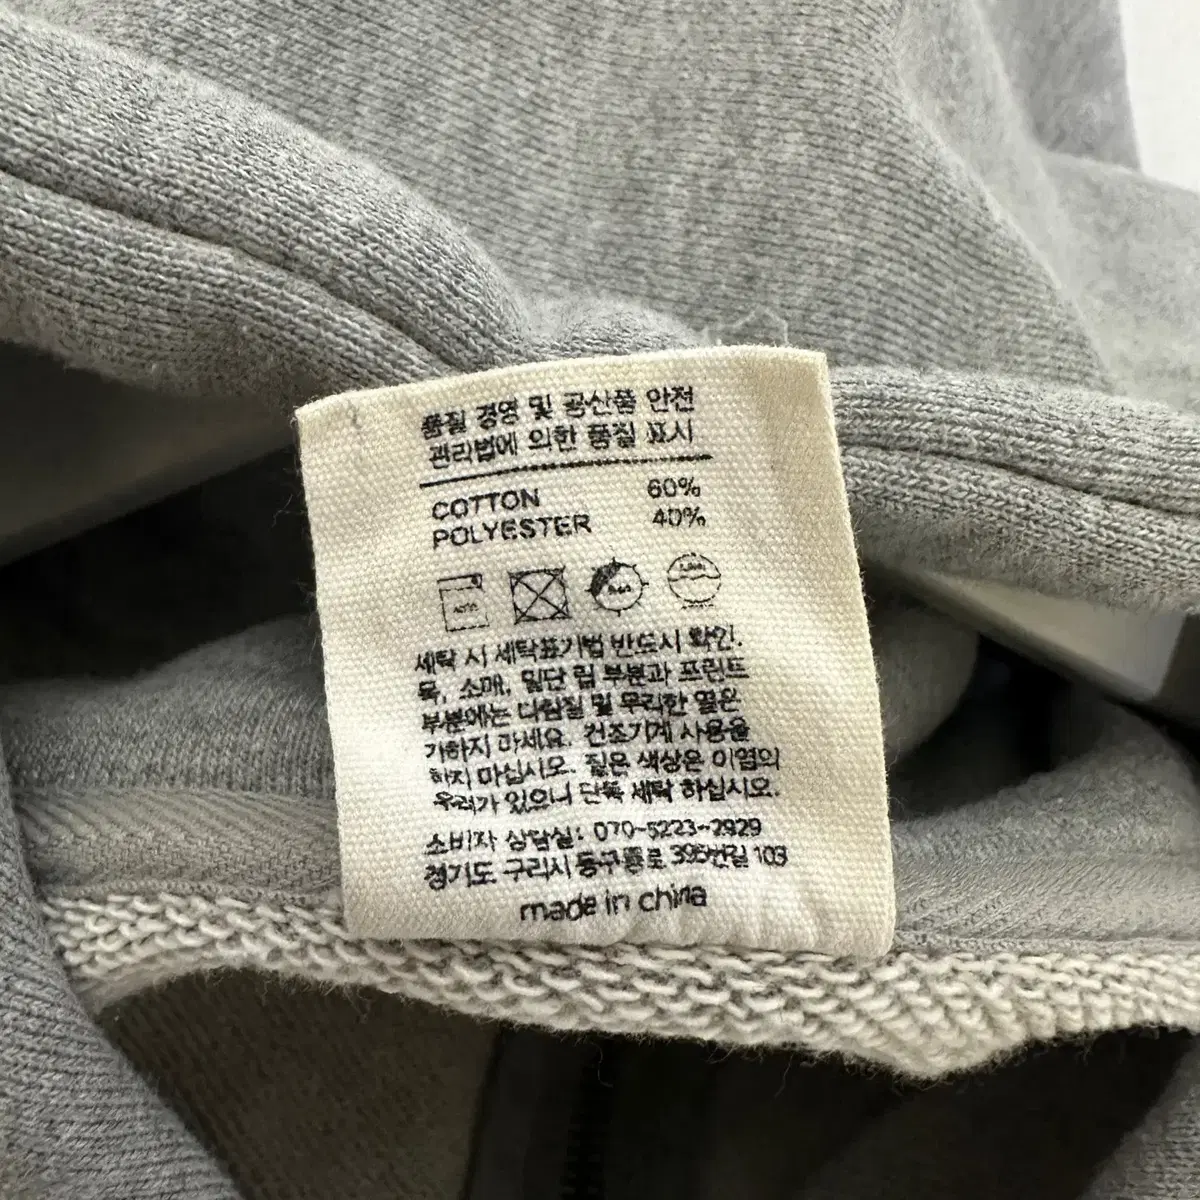 품질 경영 및 공산품 안전
관리법에 의한 품질 표시
COTTON 60%
POLYESTER 40%
세탁 시 세탁표기법 반드시 확인.
목, 소매, 밑단 립 부분과 프린트
부분에는 다림질 및 무리한 열은
가하지 마세요. 건조기계 사용을
하지 마십시오. 짙은 색상은 이염의
우려가 있으니 단독 세탁 하십시오.
소비자 상담실: 070-5223-2929
경기도 구리시 동구릉로 395번길 103
made in china